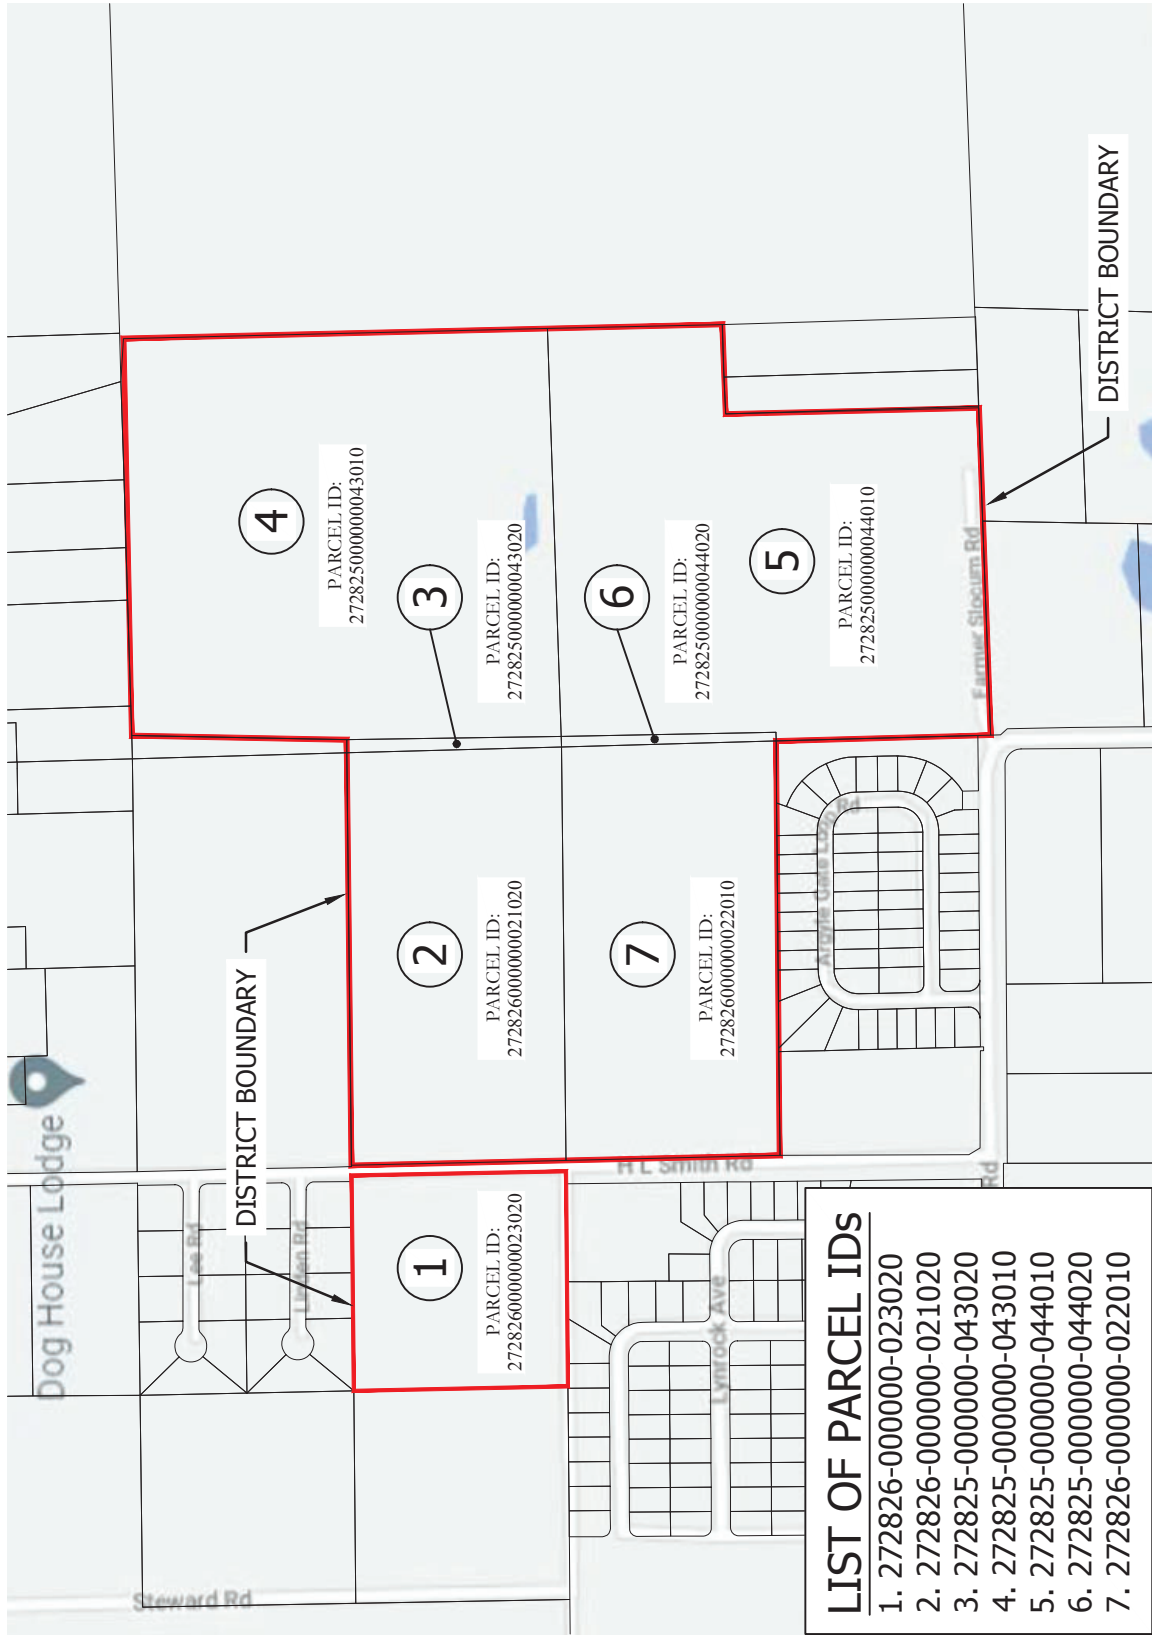 Dog House Lodge
Steward Rd
Lee Rd
DISTRICT BOUNDARY
Linden Rd
4
PARCEL ID:
272825000000043010
1
PARCEL ID:
272826000000023020
2
PARCEL ID:
272826000000021020
3
PARCEL ID:
272825000000043020
6
PARCEL ID:
272825000000044020
7
PARCEL ID:
272826000000022010
5
PARCEL ID:
272825000000044010
H L Smith Rd
Lynrock Ave
Argyle Gate Loop Rd
Farmer Slocum Rd
Rd
DISTRICT BOUNDARY
LIST OF PARCEL IDs
1. 272826-000000-023020
2. 272826-000000-021020
3. 272825-000000-043020
4. 272825-000000-043010
5. 272825-000000-044010
6. 272825-000000-044020
7. 272826-000000-022010